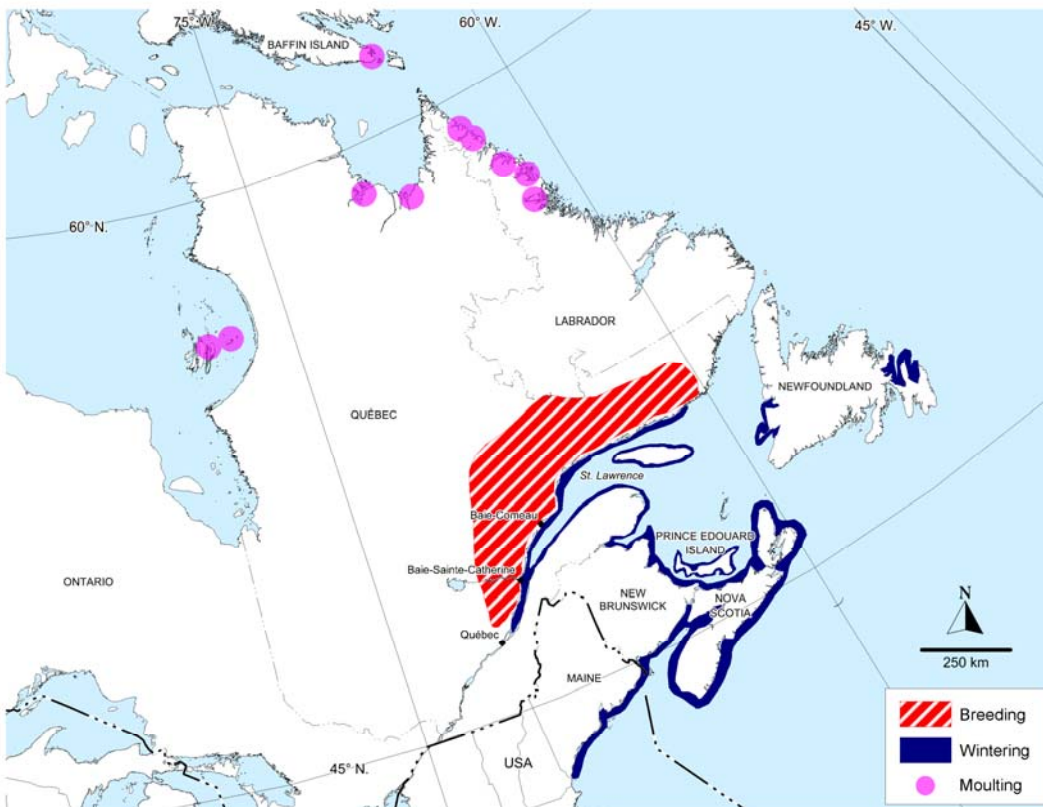 75° W.
60° W.
45° W.
BAFFIN ISLAND
60° N.
LABRADOR
NEWFOUNDLAND
QUÉBEC
St. Lawrence
Baie-Comeau
PRINCE EDOUARD
ISLAND
Baie-Sainte-Catherine
ONTARIO
NEW
BRUNSWICK
NOVA
SCOTIA
N
Québec
250 km
MAINE
USA
45° N.
Breeding
Wintering
Moulting